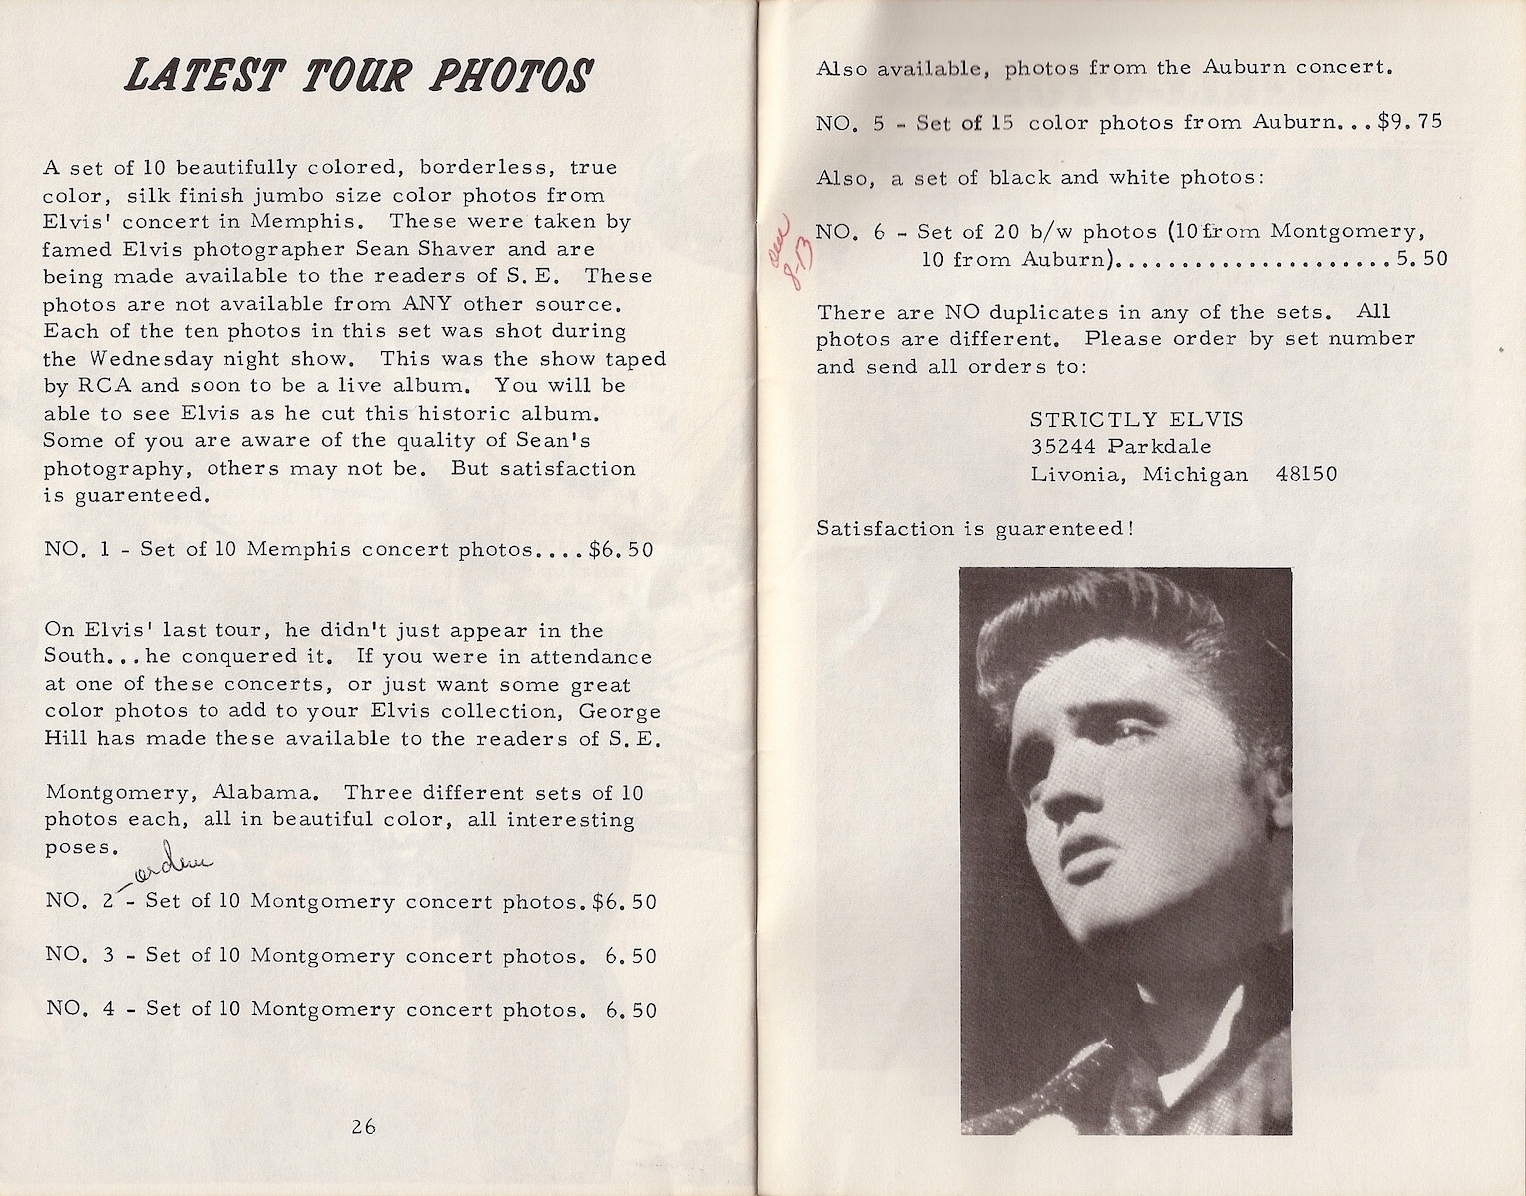 LATEST TOUR PHOTOS
A set of 10 beautifully colored, borderless, true
color, silk finish jumbo size color photos from
Elvis' concert in Memphis. These were taken by
famed Elvis photographer Sean Shaver and are
being made available to the readers of S.E. These
photos are not available from ANY other source.
Each of the ten photos in this set was shot during
the Wednesday night show. This was the show taped
by RCA and soon to be a live album. You will be
able to see Elvis as he cut this historic album.
Some of you are aware of the quality of Sean's
photography, others may not be. But satisfaction
is guarenteed.
NO. 1 - Set of 10 Memphis concert photos....$6.50
On Elvis' last tour, he didn't just appear in the
South...he conquered it. If you were in attendance
at one of these concerts, or just want some great
color photos to add to your Elvis collection, George
Hill has made these available to the readers of S.E.
Montgomery, Alabama. Three different sets of 10
photos each, all in beautiful color, all interesting
poses.
NO. 2 - Set of 10 Montgomery concert photos.$6.50
NO. 3 - Set of 10 Montgomery concert photos. 6.50
NO. 4 - Set of 10 Montgomery concert photos. 6.50
26
Also available, photos from the Auburn concert.
NO. 5 - Set of 15 color photos from Auburn...$9.75
Also, a set of black and white photos:
8-13
NO. 6 - Set of 20 b/w photos (10 from Montgomery,
10 from Auburn).....................5.50
There are NO duplicates in any of the sets. All
photos are different. Please order by set number
and send all orders to:
STRICTLY ELVIS
35244 Parkdale
Livonia, Michigan 48150
Satisfaction is guarenteed!